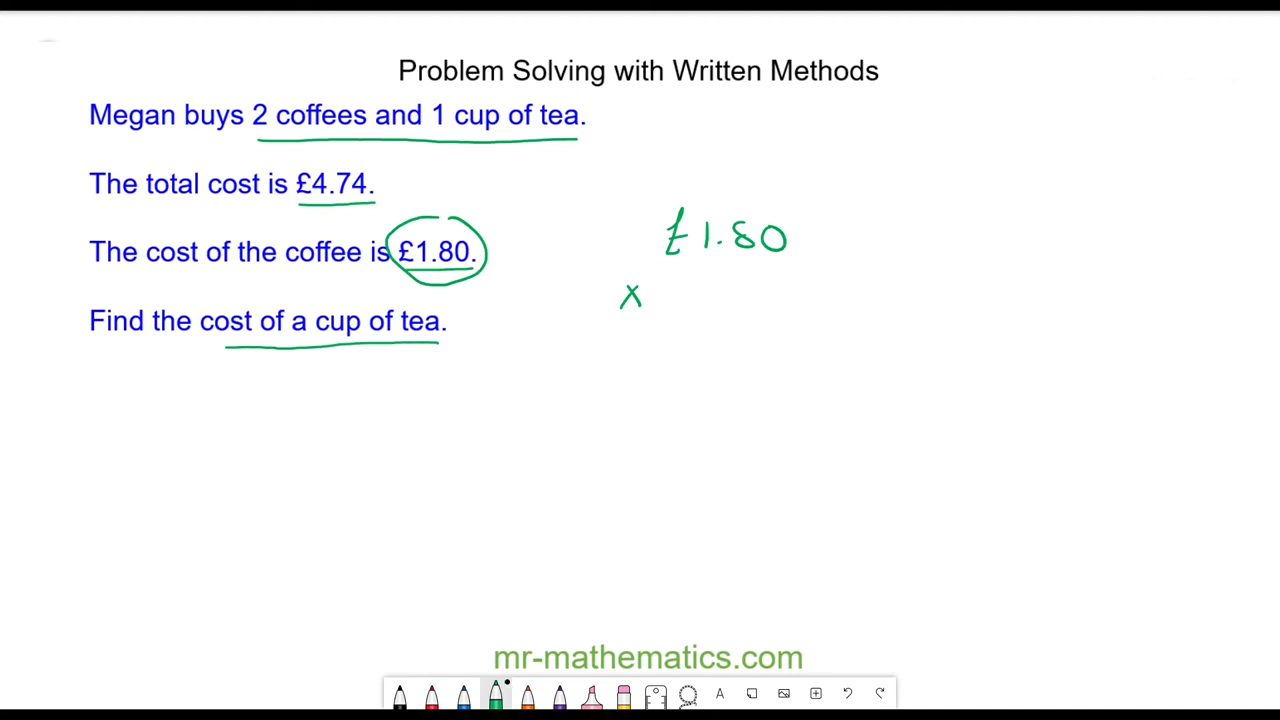 Problem Solving with Written Methods
Megan buys 2 coffees and 1 cup of tea.
The total cost is £4.74.
The cost of the coffee is £1.80.
£1.80
x
Find the cost of a cup of tea.
mr-mathematics.com
A